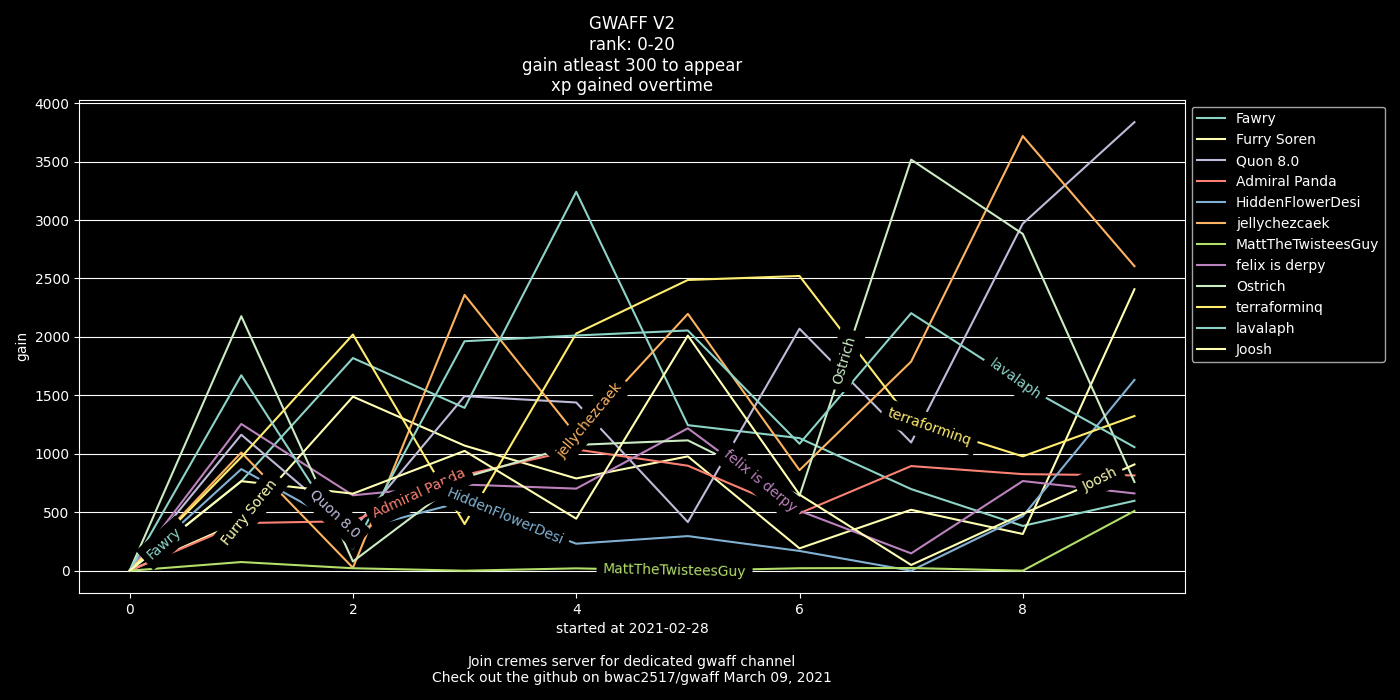 GWAFF V2
rank: 0-20
gain atleast 300 to appear
xp gained overtime
4000
3500
3000
2500
2000
1500
1000
500
0
gain
0
2
4
6
8
started at 2021-02-28
Fawry
Furry Soren
Quon 8.0
Admiral Panda
HiddenFlowerDesi
jellychezcaek
MattTheTwisteesGuy
felix is derpy
Ostrich
terraforminq
lavalaph
Joosh
Fawry
Furry Soren
Quon 8.0
Admiral Panda
HiddenFlowerDesi
jellychezcaek
MattTheTwisteesGuy
felix is derpy
Ostrich
terraforminq
lavalaph
Joosh
Join cremes server for dedicated gwaff channel
Check out the github on bwac2517/gwaff March 09, 2021